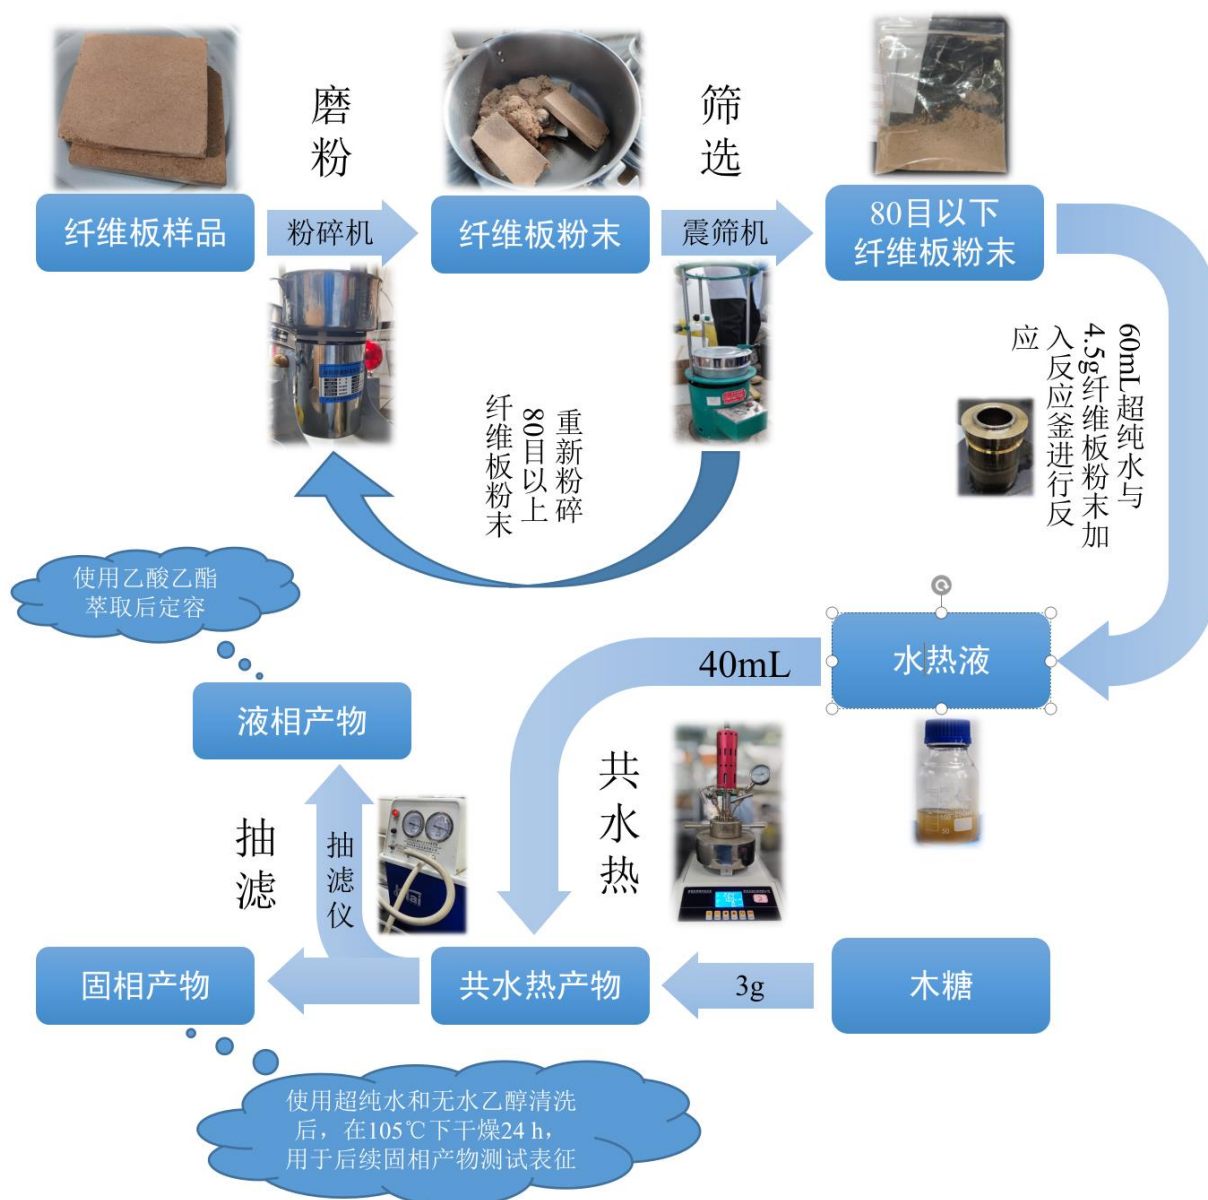 磨粉
筛选
纤维板样品
粉碎机
纤维板粉末
震筛机
80目以下
纤维板粉末
60mL超纯水与
4.5g纤维板粉末加
入反应釜进行反
应
重新粉碎
80目以上
纤维板粉末
使用乙酸乙酯
萃取后定容
水热液
40mL
液相产物
共水热
抽滤
抽滤仪
固相产物
共水热产物
3g
木糖
使用超纯水和无水乙醇清洗
后，在105℃下干燥24 h，
用于后续固相产物测试表征